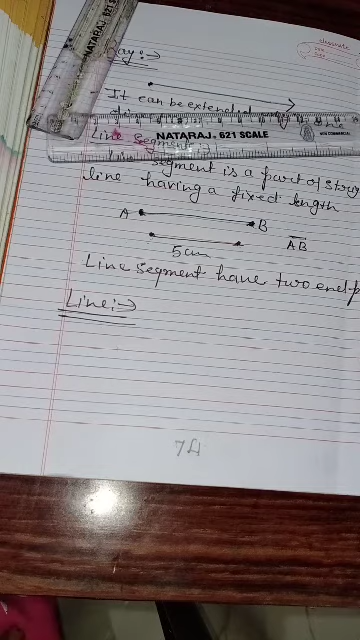 Ray:→
It can be extended
NATARAJ 621 SCALE
Line Segment:→
segment is a part of
line having a fixed length
A B
AB
5cm
Line segment have two end
Line:→
74